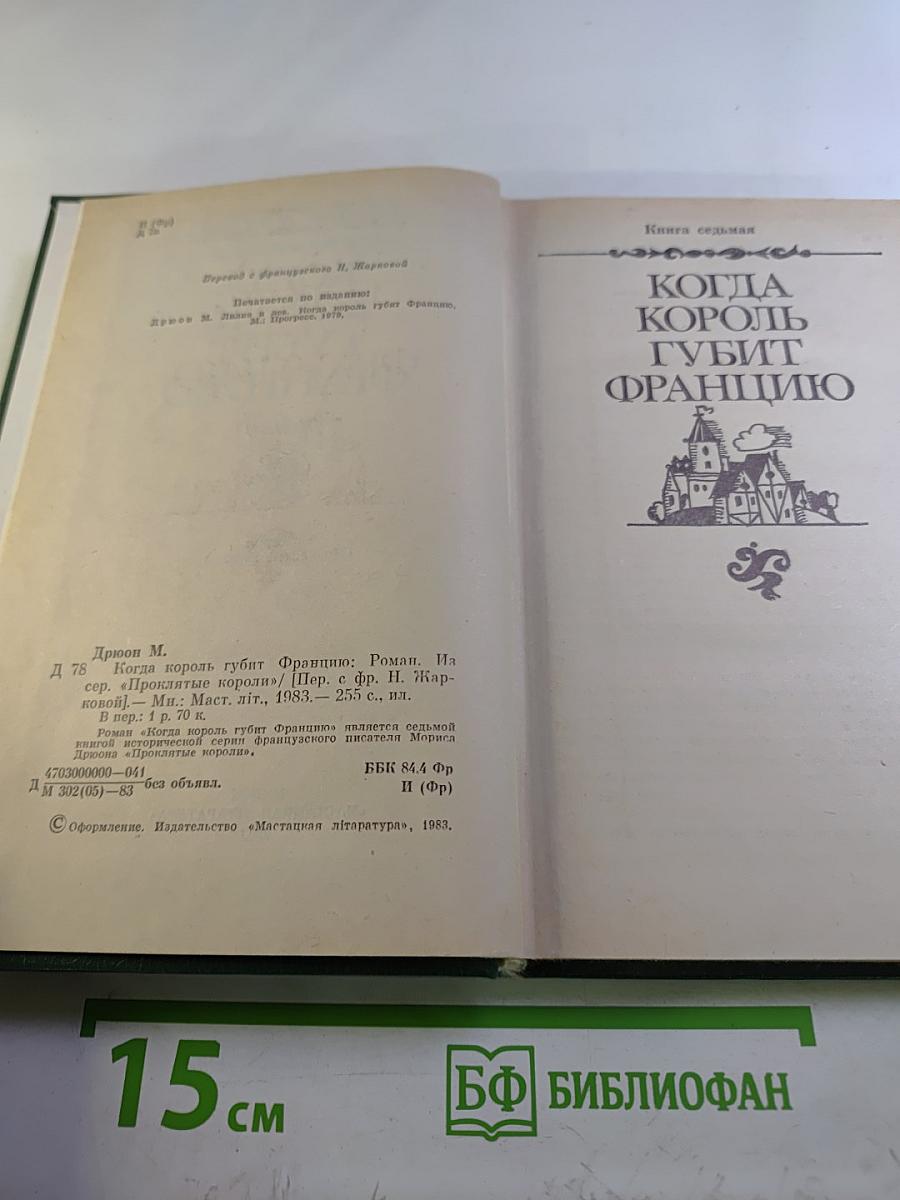 И (Фр)
Д 78
Перевод с французского Н. Жарковой
Печатается по изданию:
Дрюон М. Лилия и лев. Когда король губит Францию.
М.: Прогресс, 1979.
Дрюон М.
Д 78 Когда король губит Францию: Роман. Из
сер. «Проклятые короли»/ [Пер. с фр. Н. Жар-
ковой].— Мн.: Маст. літ., 1983.— 255 с., ил.
В пер.: 1 р. 70 к.
Роман «Когда король губит Францию» является седьмой
книгой исторической серии французского писателя Мориса
Дрюона «Проклятые короли».
4703000000—041
Д М 302(05)—83 без объявл.
ББК 84.4 Фр
И (Фр)
© Оформление. Издательство «Мастацкая літаратура», 1983.
Книга седьмая
КОГДА
КОРОЛЬ
ГУБИТ
ФРАНЦИЮ
15 см
БФ БИБЛИОФАН